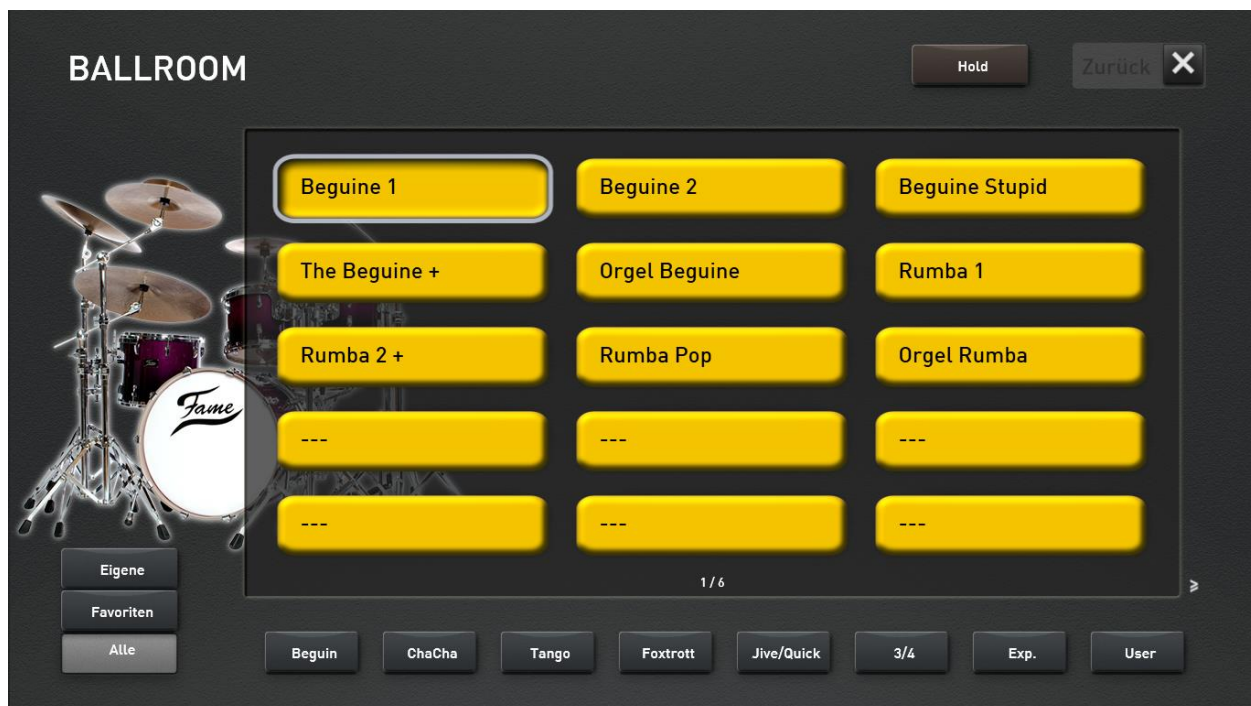 BALLROOM
Hold
Zurück
Beguine 1
Beguine 2
Beguine Stupid
The Beguine +
Orgel Beguine
Rumba 1
Rumba 2 +
Rumba Pop
Orgel Rumba
Fame
---
---
---
---
---
---
Eigene
1 / 6
Favoriten
Alle
Beguin
ChaCha
Tango
Foxtrott
Jive/Quick
3/4
Exp.
User